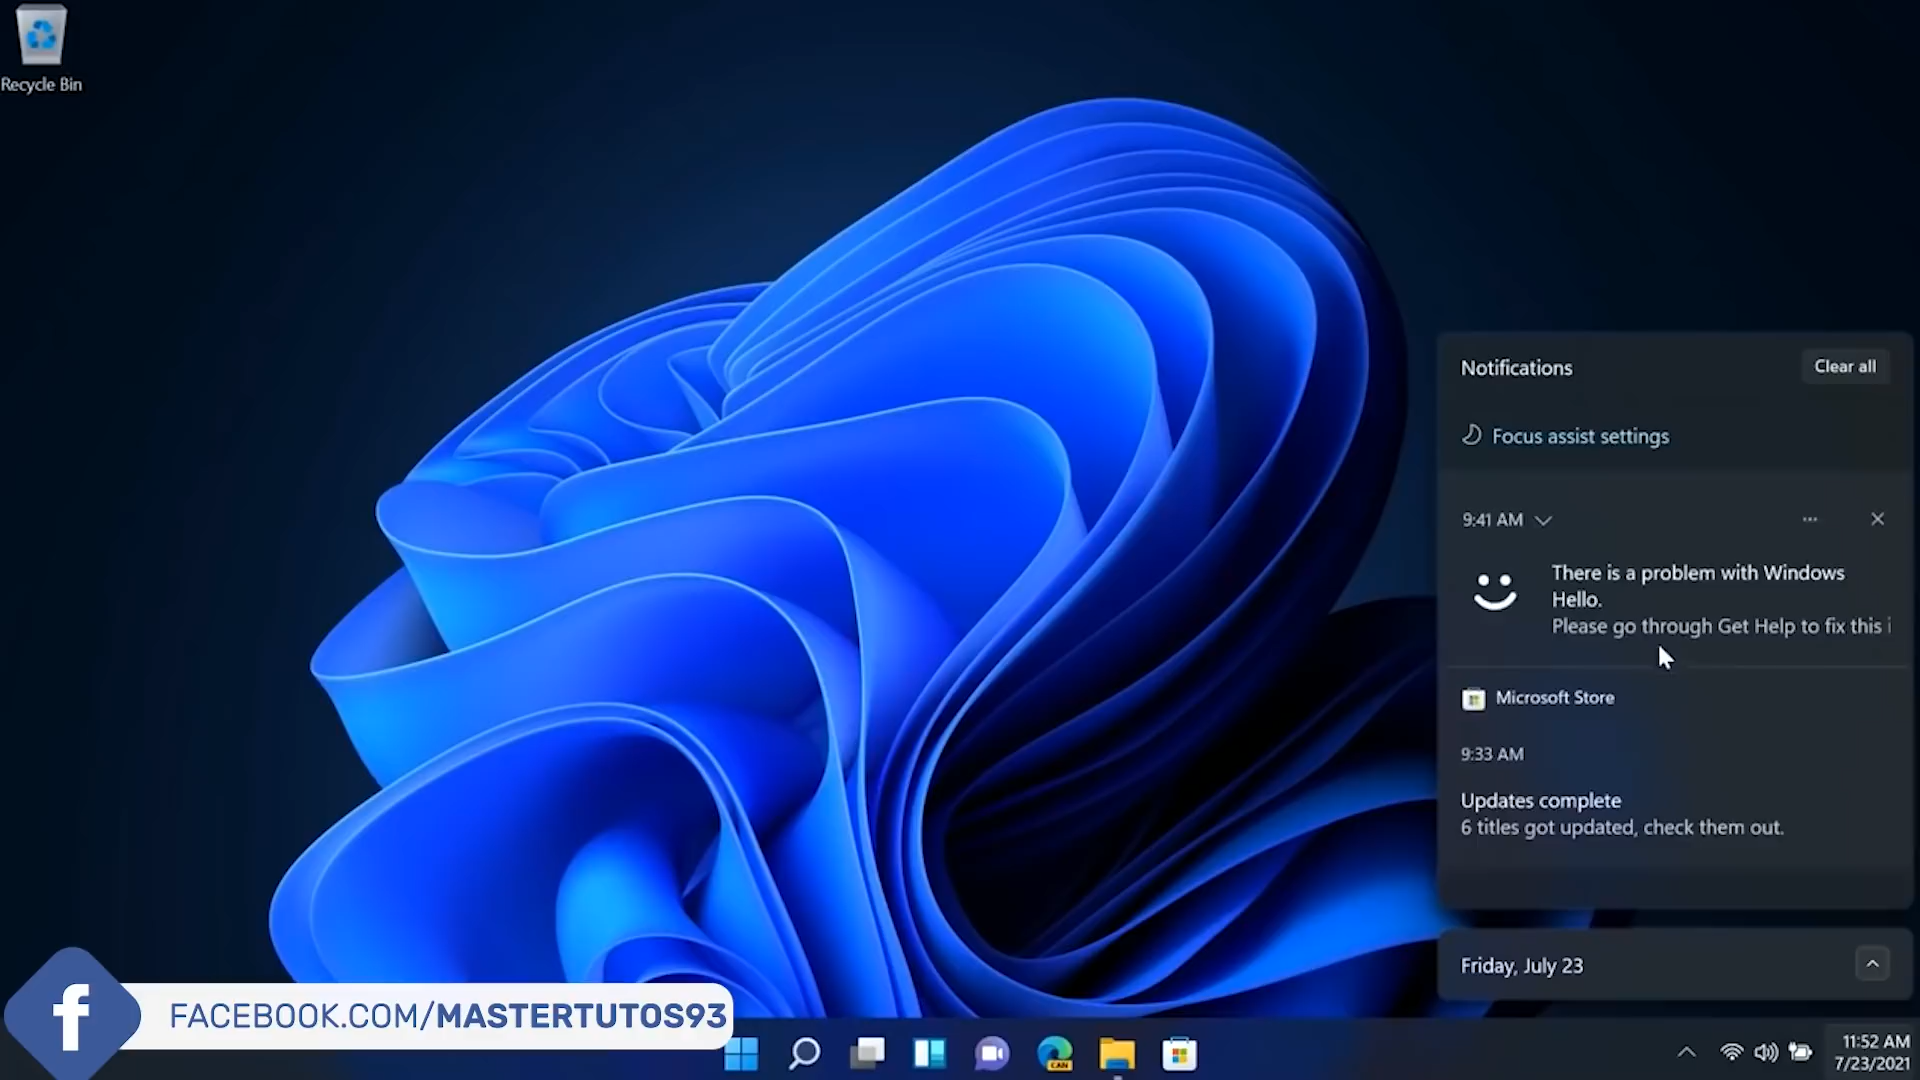 Recycle Bin
Notifications
Clear all
Focus assist settings
9:41 AM
There is a problem with Windows
Hello.
Please go through Get Help to fix this i
Microsoft Store
9:33 AM
Updates complete
6 titles got updated, check them out.
Friday, July 23
FACEBOOK.COM/MASTERTUTOS93
CAN
11:52 AM
7/23/2021